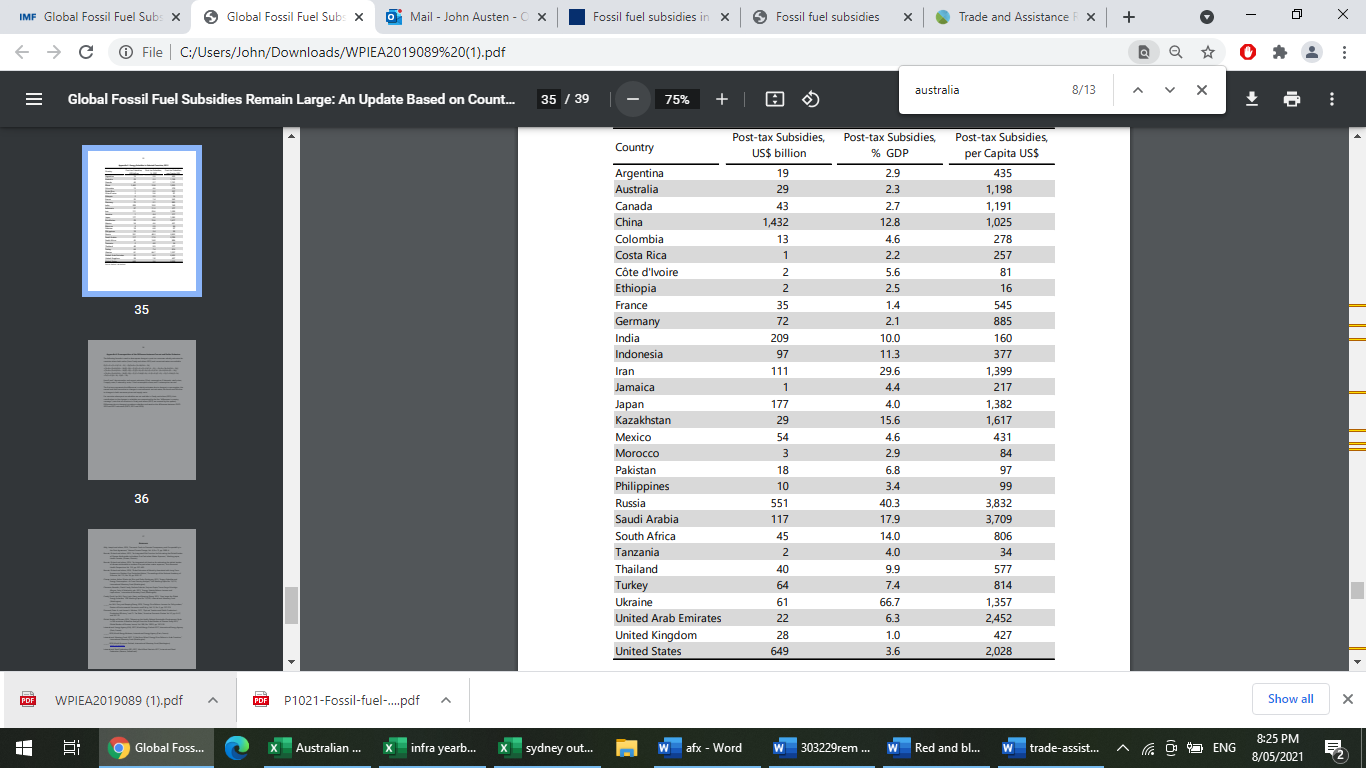 IMF Global Fossil Fuel Subs
Global Fossil Fuel Subs
Mail - John Austen - O
Fossil fuel subsidies in
Fossil fuel subsidies
Trade and Assistance R
File C:/Users/John/Downloads/WPIEA2019089%20(1).pdf
Global Fossil Fuel Subsidies Remain Large: An Update Based on Count...
35 / 39
75%
australia 8/13
35
36
Country Post-tax Subsidies, US$ billion Post-tax Subsidies, % GDP Post-tax Subsidies, per Capita US$
Argentina 19 2.9 435
Australia 29 2.3 1,198
Canada 43 2.7 1,191
China 1,432 12.8 1,025
Colombia 13 4.6 278
Costa Rica 1 2.2 257
Côte d'Ivoire 2 5.6 81
Ethiopia 2 2.5 16
France 35 1.4 545
Germany 72 2.1 885
India 209 10.0 160
Indonesia 97 11.3 377
Iran 111 29.6 1,399
Jamaica 1 4.4 217
Japan 177 4.0 1,382
Kazakhstan 29 15.6 1,617
Mexico 54 4.6 431
Morocco 3 2.9 84
Pakistan 18 6.8 97
Philippines 10 3.4 99
Russia 551 40.3 3,832
Saudi Arabia 117 17.9 3,709
South Africa 45 14.0 806
Tanzania 2 4.0 34
Thailand 40 9.9 577
Turkey 64 7.4 814
Ukraine 61 66.7 1,357
United Arab Emirates 22 6.3 2,452
United Kingdom 28 1.0 427
United States 649 3.6 2,028
PDF WPIEA2019089 (1).pdf
PDF P1021-Fossil-fuel-....pdf
Show all
Global Foss...
Australian ...
infra yearb...
sydney out...
afx - Word
303229rem ...
Red and bl...
trade-assist...
ENG
8:25 PM
8/05/2021
2